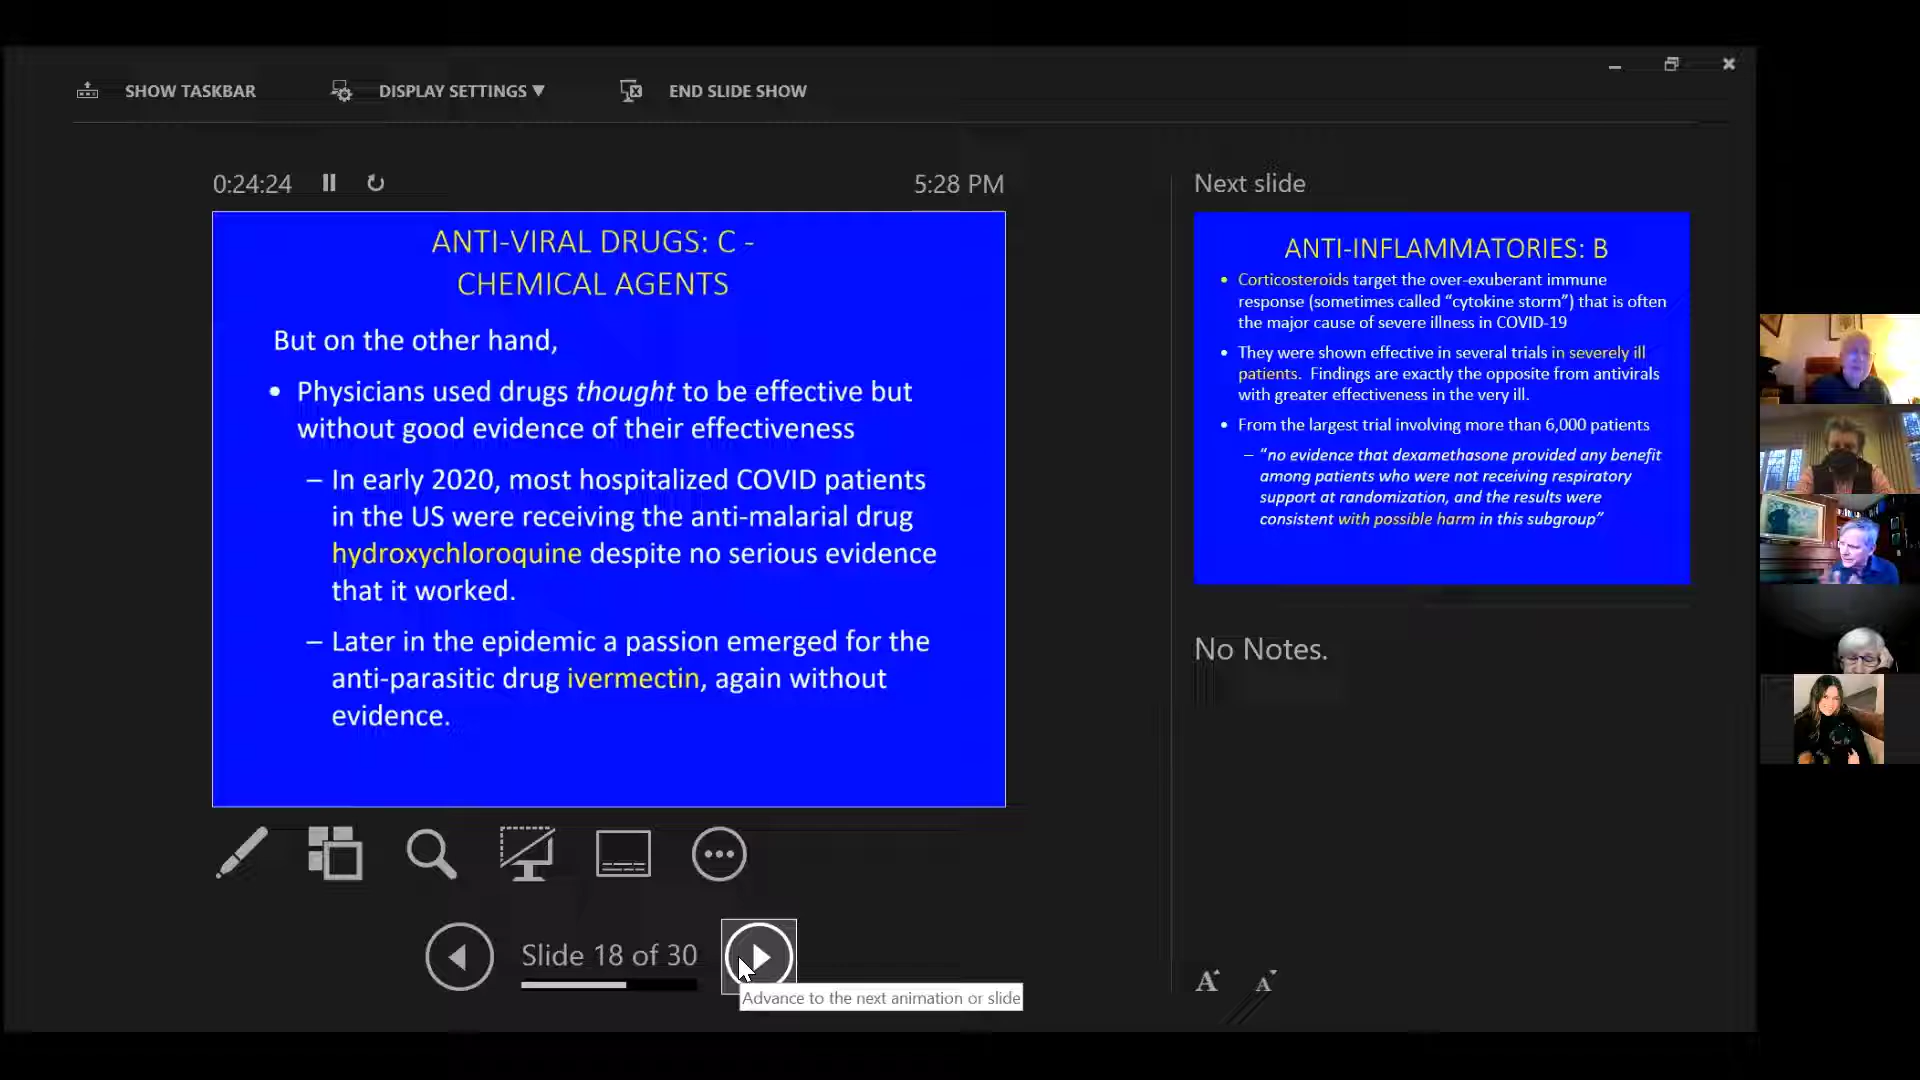 SHOW TASKBAR
DISPLAY SETTINGS ▼
END SLIDE SHOW
0:24:24
5:28 PM
ANTI-VIRAL DRUGS: C -
CHEMICAL AGENTS
But on the other hand,
• Physicians used drugs thought to be effective but
without good evidence of their effectiveness
– In early 2020, most hospitalized COVID patients
in the US were receiving the anti-malarial drug
hydroxychloroquine despite no serious evidence
that it worked.
– Later in the epidemic a passion emerged for the
anti-parasitic drug ivermectin, again without
evidence.
Slide 18 of 30
Advance to the next animation or slide
Next slide
ANTI-INFLAMMATORIES: B
• Corticosteroids target the over-exuberant immune
response (sometimes called “cytokine storm”) that is often
the major cause of severe illness in COVID-19
• They were shown effective in several trials in severely ill
patients. Findings are exactly the opposite from antivirals
with greater effectiveness in the very ill.
• From the largest trial involving more than 6,000 patients
– “no evidence that dexamethasone provided any benefit
among patients who were not receiving respiratory
support at randomization, and the results were
consistent with possible harm in this subgroup”
No Notes.
A A